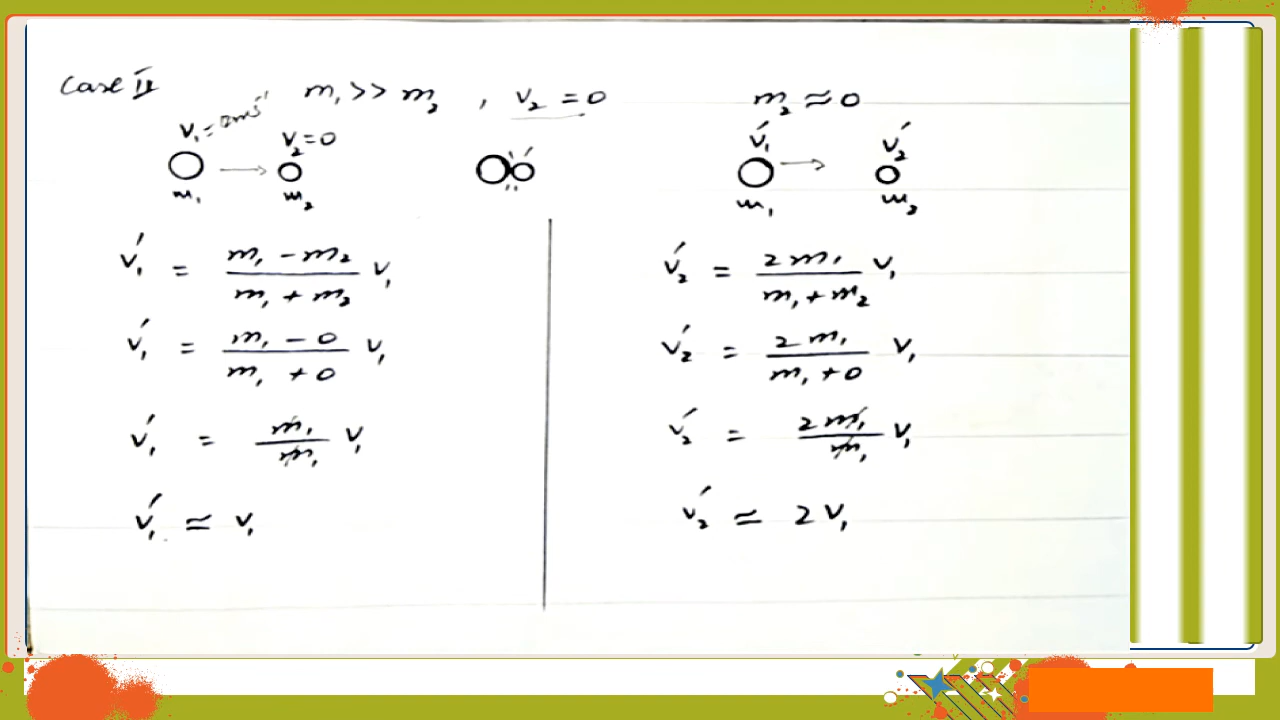 Case II m₁ >> m₂ , v₂ = 0 m₂ ≈ 0
v₁ = 2ms⁻¹ v₂ = 0 v₁′ v₂′
m₁ m₂ m₁ m₂
v₁′ = (m₁ − m₂)/(m₁ + m₂) v₁
v₁′ = (m₁ − 0)/(m₁ + 0) v₁
v₁′ = m₁/m₁ v₁
v₁′ ≃ v₁
v₂′ = 2m₁/(m₁ + m₂) v₁
v₂′ = 2m₁/(m₁ + 0) v₁
v₂′ = 2m₁/m₁ v₁
v₂′ ≃ 2v₁